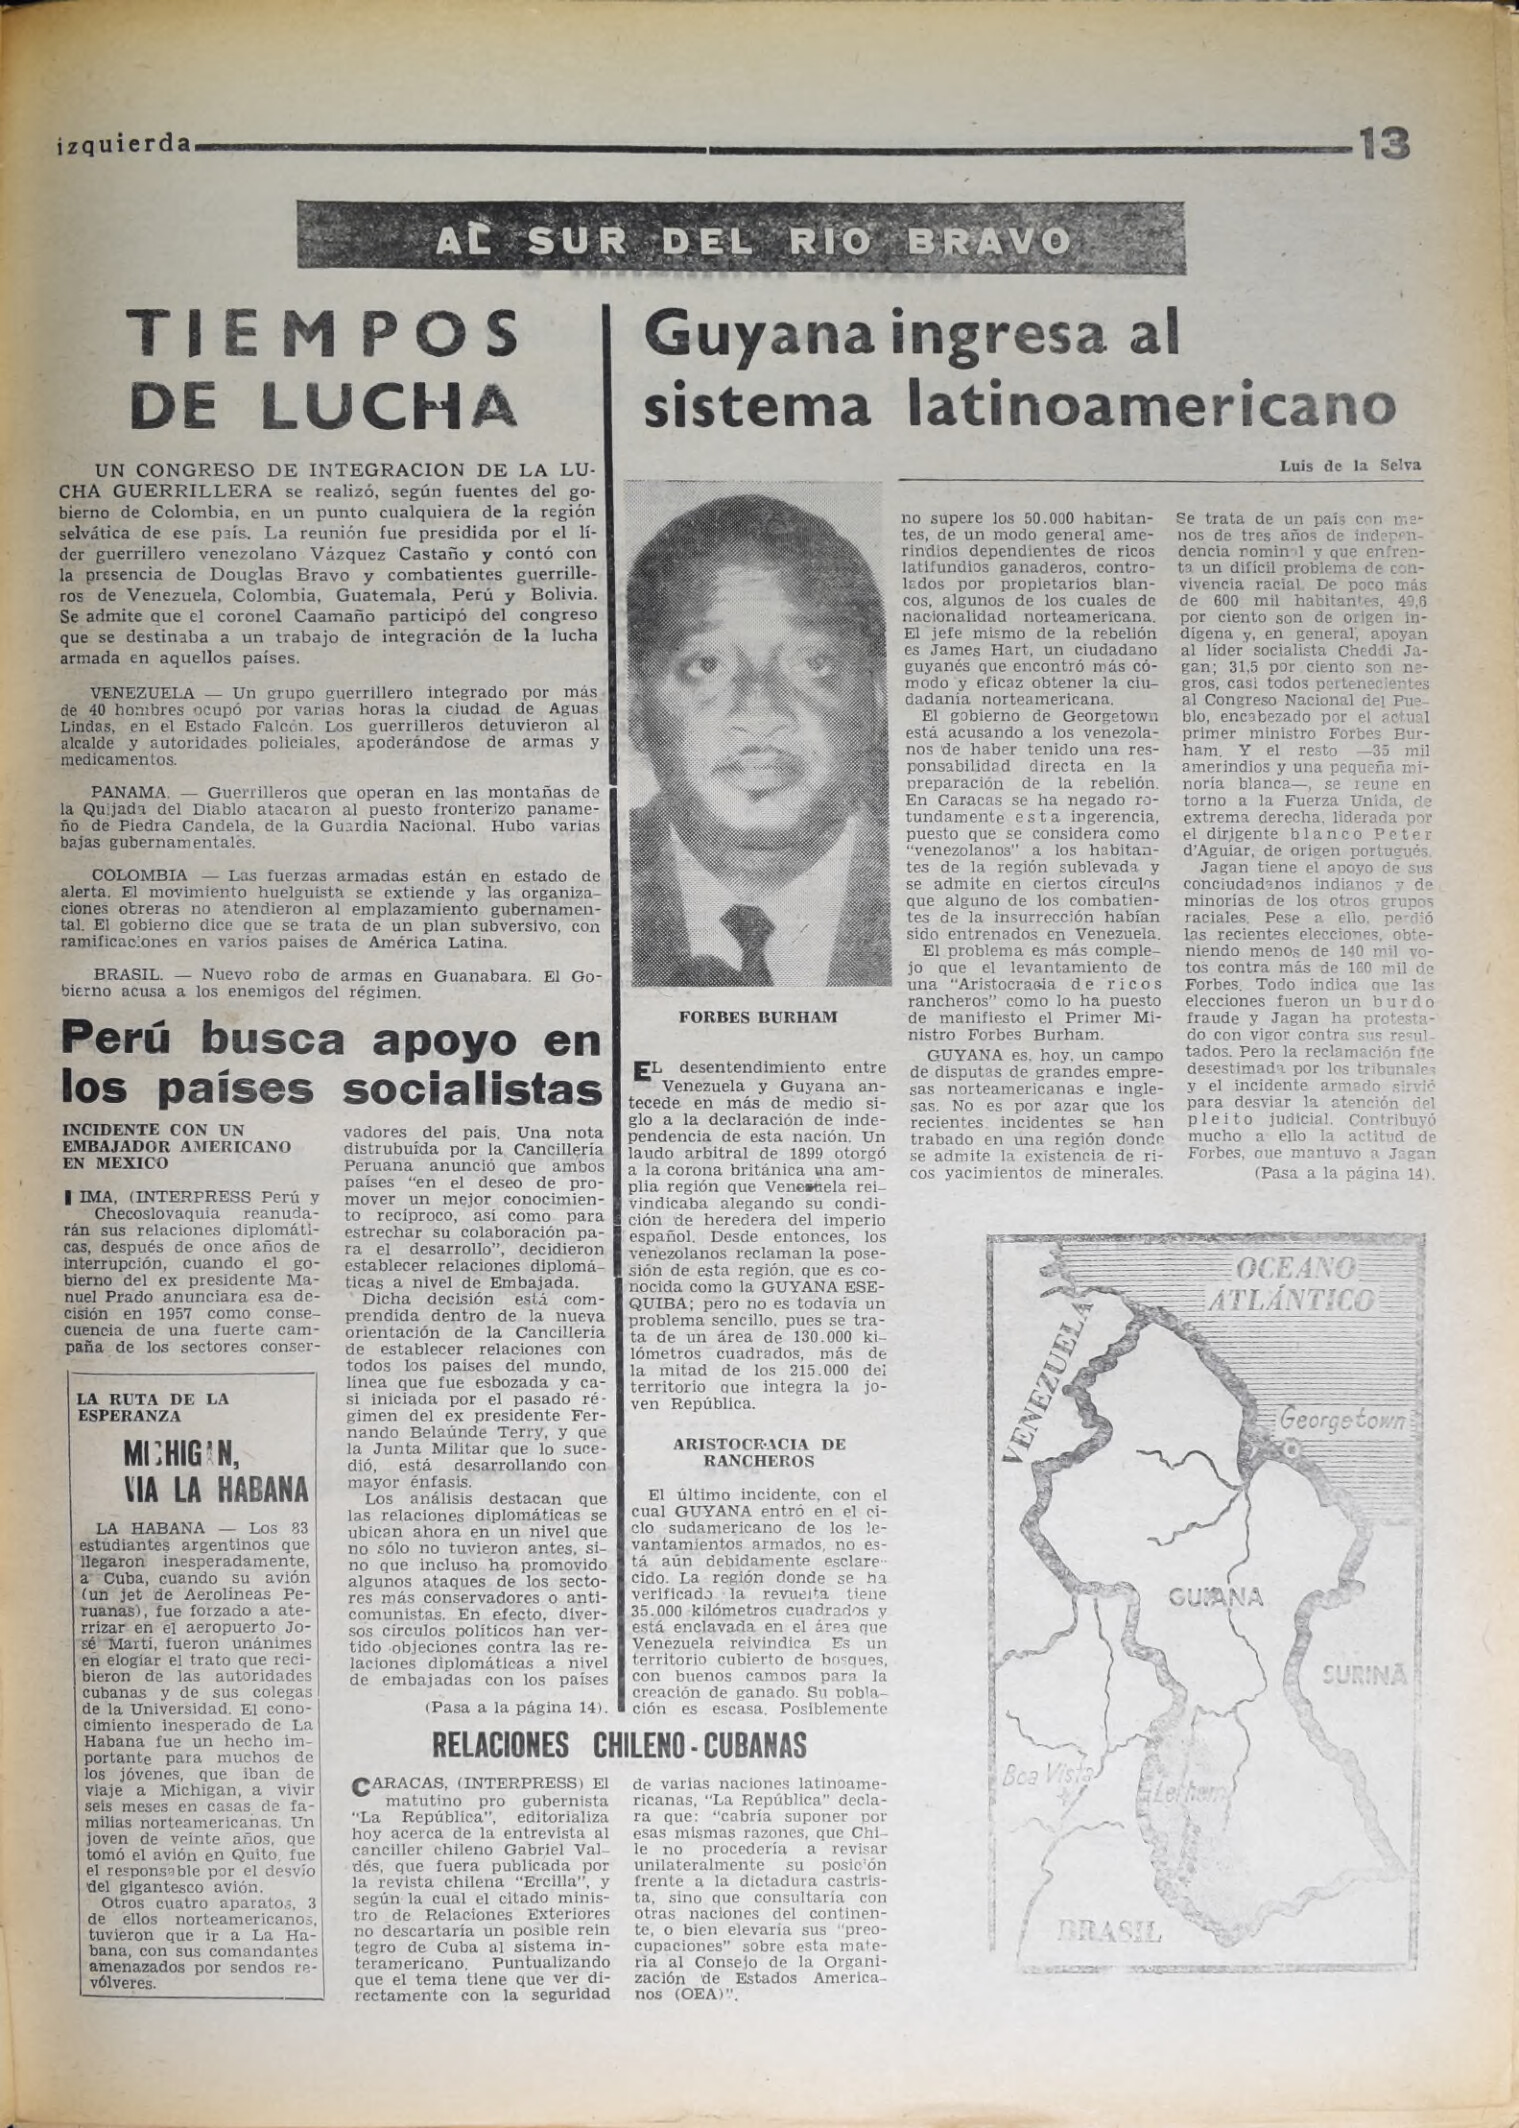 izquierda
13
AL SUR DEL RIO BRAVO
TIEMPOS
DE LUCHA
UN CONGRESO DE INTEGRACION DE LA LU-
CHA GUERRILLERA se realizó, según fuentes del go-
bierno de Colombia, en un punto cualquiera de la región
selvática de ese país. La reunión fue presidida por el lí-
der guerrillero venezolano Vázquez Castaño y contó con
la presencia de Douglas Bravo y combatientes guerrille-
ros de Venezuela, Colombia, Guatemala, Perú y Bolivia.
Se admite que el coronel Caamaño participó del congreso
que se destinaba a un trabajo de integración de la lucha
armada en aquellos países.
VENEZUELA — Un grupo guerrillero integrado por más
de 40 hombres ocupó por varias horas la ciudad de Aguas
Lindas, en el Estado Falcón. Los guerrilleros detuvieron al
alcalde y autoridades policiales, apoderándose de armas y
medicamentos.
PANAMA. — Guerrilleros que operan en las montañas de
la Quijada del Diablo atacaron al puesto fronterizo paname-
ño de Piedra Candela, de la Guardia Nacional. Hubo varias
bajas gubernamentales.
COLOMBIA — Las fuerzas armadas están en estado de
alerta. El movimiento huelguista se extiende y las organiza-
ciones obreras no atendieron al emplazamiento gubernamen-
tal. El gobierno dice que se trata de un plan subversivo, con
ramificaciones en varios países de América Latina.
BRASIL. — Nuevo robo de armas en Guanabara. El Go-
bierno acusa a los enemigos del régimen.
Perú busca apoyo en
los países socialistas
INCIDENTE CON UN
EMBAJADOR AMERICANO
EN MEXICO
IMA, (INTERPRESS Perú y
Checoslovaquia reanuda-
rán sus relaciones diplomáti-
cas, después de once años de
interrupción, cuando el go-
bierno del ex presidente Ma-
nuel Prado anunciara esa de-
cisión en 1957 como conse-
cuencia de una fuerte cam-
paña de los sectores conser-
vadores del país. Una nota
distrubuída por la Cancillería
Peruana anunció que ambos
países "en el deseo de pro-
mover un mejor conocimien-
to recíproco, así como para
estrechar su colaboración pa-
ra el desarrollo", decidieron
establecer relaciones diplomá-
ticas a nivel de Embajada.
Dicha decisión está com-
prendida dentro de la nueva
orientación de la Cancillería
de establecer relaciones con
todos los países del mundo,
línea que fue esbozada y ca-
si iniciada por el pasado ré-
gimen del ex presidente Fer-
nando Belaúnde Terry, y que
la Junta Militar que lo suce-
dió, está desarrollando con
mayor énfasis.
Los análisis destacan que
las relaciones diplomáticas se
ubican ahora en un nivel que
no sólo no tuvieron antes, si-
no que incluso ha promovido
algunos ataques de los secto-
res más conservadores o anti-
comunistas. En efecto, diver-
sos círculos políticos han ver-
tido objeciones contra las re-
laciones diplomáticas a nivel
de embajadas con los países
(Pasa a la página 14).
LA RUTA DE LA
ESPERANZA
MICHIGAN,
VIA LA HABANA
LA HABANA — Los 83
estudiantes argentinos que
llegaron inesperadamente,
a Cuba, cuando su avión
(un jet de Aerolíneas Pe-
ruanas), fue forzado a ate-
rrizar en el aeropuerto Jo-
sé Martí, fueron unánimes
en elogiar el trato que reci-
bieron de las autoridades
cubanas y de sus colegas
de la Universidad. El cono-
cimiento inesperado de La
Habana fue un hecho im-
portante para muchos de
los jóvenes, que iban de
viaje a Michigan, a vivir
seis meses en casas de fa-
milias norteamericanas. Un
joven de veinte años, que
tomó el avión en Quito, fue
el responsable por el desvío
del gigantesco avión.
Otros cuatro aparatos, 3
de ellos norteamericanos,
tuvieron que ir a La Ha-
bana, con sus comandantes
amenazados por sendos re-
vólveres.
RELACIONES CHILENO-CUBANAS
CARACAS, (INTERPRESS) El
matutino pro gubernista
"La República", editorializa
hoy acerca de la entrevista al
canciller chileno Gabriel Val-
dés, que fuera publicada por
la revista chilena "Ercilla", y
según la cual el citado minis-
tro de Relaciones Exteriores
no descartaría un posible rein
tegro de Cuba al sistema in-
teramericano. Puntualizando
que el tema tiene que ver di-
rectamente con la seguridad
de varias naciones latinoame-
ricanas, "La República" decla-
ra que: "cabría suponer por
esas mismas razones, que Chi-
le no procedería a revisar
unilateralmente su posición
frente a la dictadura castris-
ta, sino que consultaría con
otras naciones del continen-
te, o bien elevaría sus "preo-
cupaciones" sobre esta mate-
ria al Consejo de la Organi-
zación de Estados America-
nos (OEA)".
Guyana ingresa al
sistema latinoamericano
Luis de la Selva
FORBES BURHAM
EL desentendimiento entre
Venezuela y Guyana an-
tecede en más de medio si-
glo a la declaración de inde-
pendencia de esta nación. Un
laudo arbitral de 1899 otorgó
a la corona británica una am-
plia región que Venezuela rei-
vindicaba alegando su condi-
ción de heredera del imperio
español. Desde entonces, los
venezolanos reclaman la pose-
sión de esta región, que es co-
nocida como la GUYANA ESE-
QUIBA; pero no es todavía un
problema sencillo, pues se tra-
ta de un área de 130.000 ki-
lómetros cuadrados, más de
la mitad de los 215.000 del
territorio que integra la jo-
ven República.
ARISTOCRACIA DE
RANCHEROS
El último incidente, con el
cual GUYANA entró en el ci-
clo sudamericano de los le-
vantamientos armados, no es-
tá aún debidamente esclare-
cido. La región donde se ha
verificado la revuelta tiene
35.000 kilómetros cuadrados y
está enclavada en el área que
Venezuela reivindica Es un
territorio cubierto de bosques,
con buenos campos para la
creación de ganado. Su pobla-
ción es escasa. Posiblemente
no supere los 50.000 habitan-
tes, de un modo general ame-
rindios dependientes de ricos
latifundios ganaderos, contro-
lados por propietarios blan-
cos, algunos de los cuales de
nacionalidad norteamericana.
El jefe mismo de la rebelión
es James Hart, un ciudadano
guyanés que encontró más có-
modo y eficaz obtener la ciu-
dadanía norteamericana.
El gobierno de Georgetown
está acusando a los venezola-
nos de haber tenido una res-
ponsabilidad directa en la
preparación de la rebelión.
En Caracas se ha negado ro-
tundamente esta ingerencia,
puesto que se considera como
"venezolanos" a los habitan-
tes de la región sublevada y
se admite en ciertos círculos
que alguno de los combatien-
tes de la insurrección habían
sido entrenados en Venezuela.
El problema es más comple-
jo que el levantamiento de
una "Aristocrasia de ricos
rancheros" como lo ha puesto
de manifiesto el Primer Mi-
nistro Forbes Burham.
GUYANA es, hoy, un campo
de disputas de grandes empre-
sas norteamericanas e ingle-
sas. No es por azar que los
recientes incidentes se han
trabado en una región donde
se admite la existencia de ri-
cos yacimientos de minerales.
Se trata de un país con me-
nos de tres años de indepen-
dencia nominal y que enfren-
ta un difícil problema de con-
vivencia racial. De poco más
de 600 mil habitantes, 49,6
por ciento son de origen in-
dígena y, en general, apoyan
al líder socialista Cheddi Ja-
gan; 31,5 por ciento son ne-
gros, casi todos pertenecientes
al Congreso Nacional del Pue-
blo, encabezado por el actual
primer ministro Forbes Bur-
ham. Y el resto —35 mil
amerindios y una pequeña mi-
noría blanca—, se reune en
torno a la Fuerza Unida, de
extrema derecha, liderada por
el dirigente blanco Peter
d'Aguiar, de origen portugués.
Jagan tiene el apoyo de sus
conciudadanos indianos y de
minorías de los otros grupos
raciales. Pese a ello, perdió
las recientes elecciones, obte-
niendo menos de 140 mil vo-
tos contra más de 160 mil de
Forbes. Todo indica que las
elecciones fueron un burdo
fraude y Jagan ha protesta-
do con vigor contra sus resul-
tados. Pero la reclamación fue
desestimada por los tribunales
y el incidente armado sirvió
para desviar la atención del
pleito judicial. Contribuyó
mucho a ello la actitud de
Forbes, que mantuvo a Jagan
(Pasa a la página 14).
OCEANO
ATLÁNTICO
VENEZUELA
Georgetown
GUIANA
SURINÃ
Boa Vista
Lethem
BRASIL